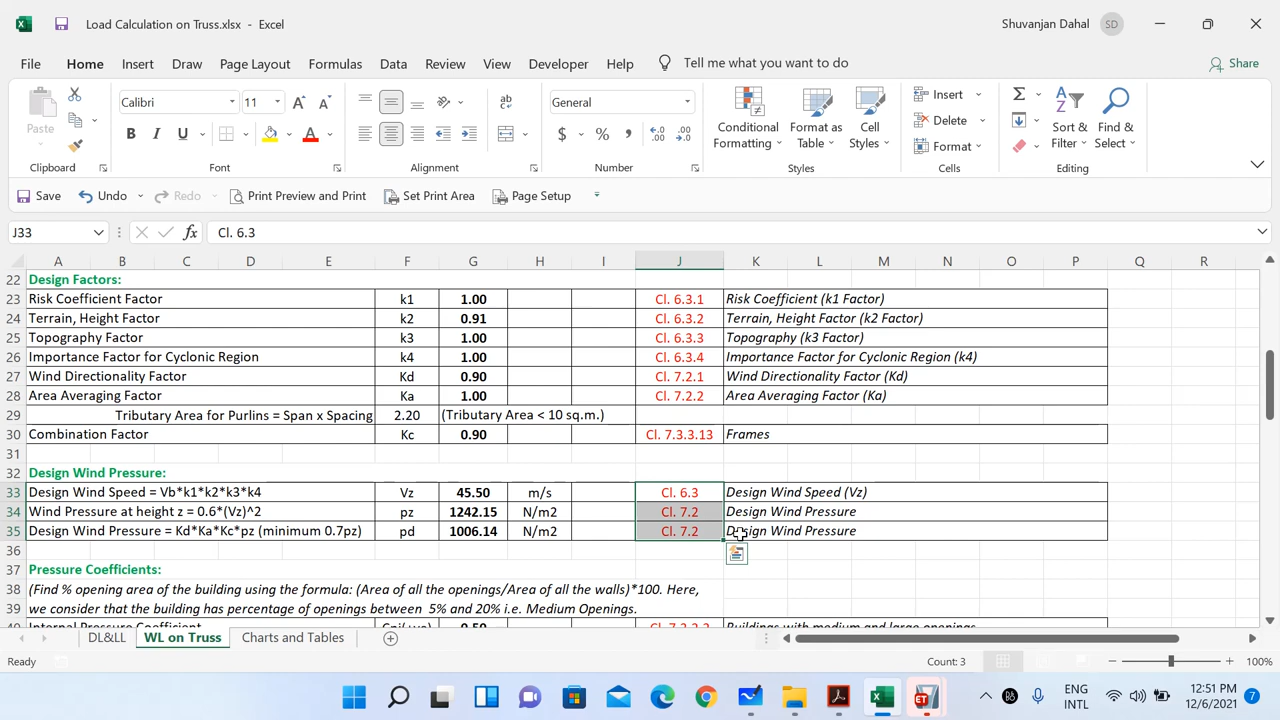 Load Calculation on Truss.xlsx - Excel
Shuvanjan Dahal SD
File Home Insert Draw Page Layout Formulas Data Review View Developer Help Tell me what you want to do Share
Paste
Calibri 11
B I U
General
$ % ,
Conditional Formatting
Format as Table
Cell Styles
Insert
Delete
Format
Sort & Filter
Find & Select
Clipboard Font Alignment Number Styles Cells Editing
Save Undo Redo Print Preview and Print Set Print Area Page Setup
J33 fx Cl. 6.3
A B C D E F G H I J K L M N O P Q R
22 Design Factors:
23 Risk Coefficient Factor k1 1.00 Cl. 6.3.1 Risk Coefficient (k1 Factor)
24 Terrain, Height Factor k2 0.91 Cl. 6.3.2 Terrain, Height Factor (k2 Factor)
25 Topography Factor k3 1.00 Cl. 6.3.3 Topography (k3 Factor)
26 Importance Factor for Cyclonic Region k4 1.00 Cl. 6.3.4 Importance Factor for Cyclonic Region (k4)
27 Wind Directionality Factor Kd 0.90 Cl. 7.2.1 Wind Directionality Factor (Kd)
28 Area Averaging Factor Ka 1.00 Cl. 7.2.2 Area Averaging Factor (Ka)
29 Tributary Area for Purlins = Span x Spacing 2.20 (Tributary Area < 10 sq.m.)
30 Combination Factor Kc 0.90 Cl. 7.3.3.13 Frames
31
32 Design Wind Pressure:
33 Design Wind Speed = Vb*k1*k2*k3*k4 Vz 45.50 m/s Cl. 6.3 Design Wind Speed (Vz)
34 Wind Pressure at height z = 0.6*(Vz)^2 pz 1242.15 N/m2 Cl. 7.2 Design Wind Pressure
35 Design Wind Pressure = Kd*Ka*Kc*pz (minimum 0.7pz) pd 1006.14 N/m2 Cl. 7.2 Design Wind Pressure
36
37 Pressure Coefficients:
38 (Find % opening area of the building using the formula: (Area of all the openings/Area of all the walls)*100. Here,
39 we consider that the building has percentage of openings between 5% and 20% i.e. Medium Openings.
DL&LL WL on Truss Charts and Tables
Ready Count: 3 100%
ET
ENG
INTL
12:51 PM
12/6/2021
7